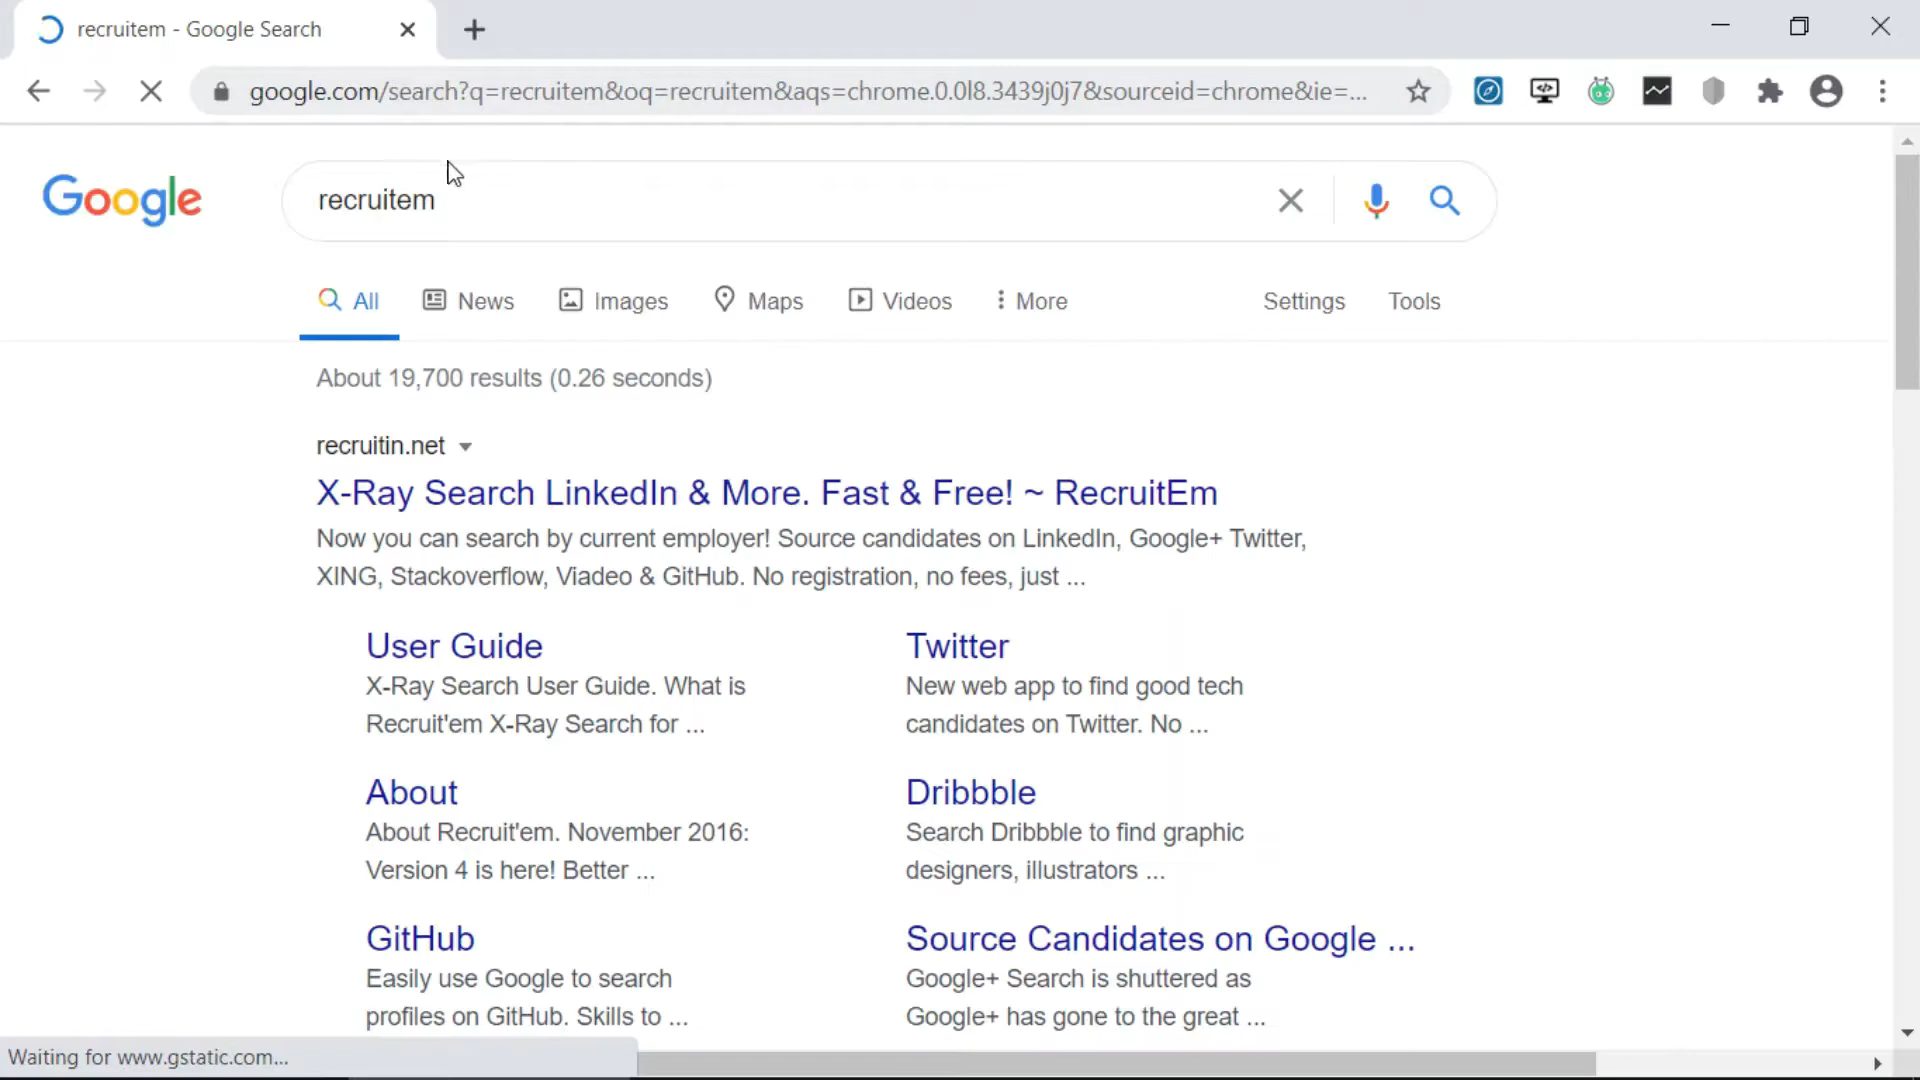 recruitem - Google Search
google.com/search?q=recruitem&oq=recruitem&aqs=chrome.0.0l8.3439j0j7&sourceid=chrome&ie=...
Google
recruitem
All News Images Maps Videos More Settings Tools
About 19,700 results (0.26 seconds)
recruitin.net
X-Ray Search LinkedIn & More. Fast & Free! ~ RecruitEm
Now you can search by current employer! Source candidates on LinkedIn, Google+ Twitter,
XING, Stackoverflow, Viadeo & GitHub. No registration, no fees, just ...
User Guide
X-Ray Search User Guide. What is
Recruit'em X-Ray Search for ...
Twitter
New web app to find good tech
candidates on Twitter. No ...
About
About Recruit'em. November 2016:
Version 4 is here! Better ...
Dribbble
Search Dribbble to find graphic
designers, illustrators ...
GitHub
Easily use Google to search
profiles on GitHub. Skills to ...
Source Candidates on Google ...
Google+ Search is shuttered as
Google+ has gone to the great ...
Waiting for www.gstatic.com...